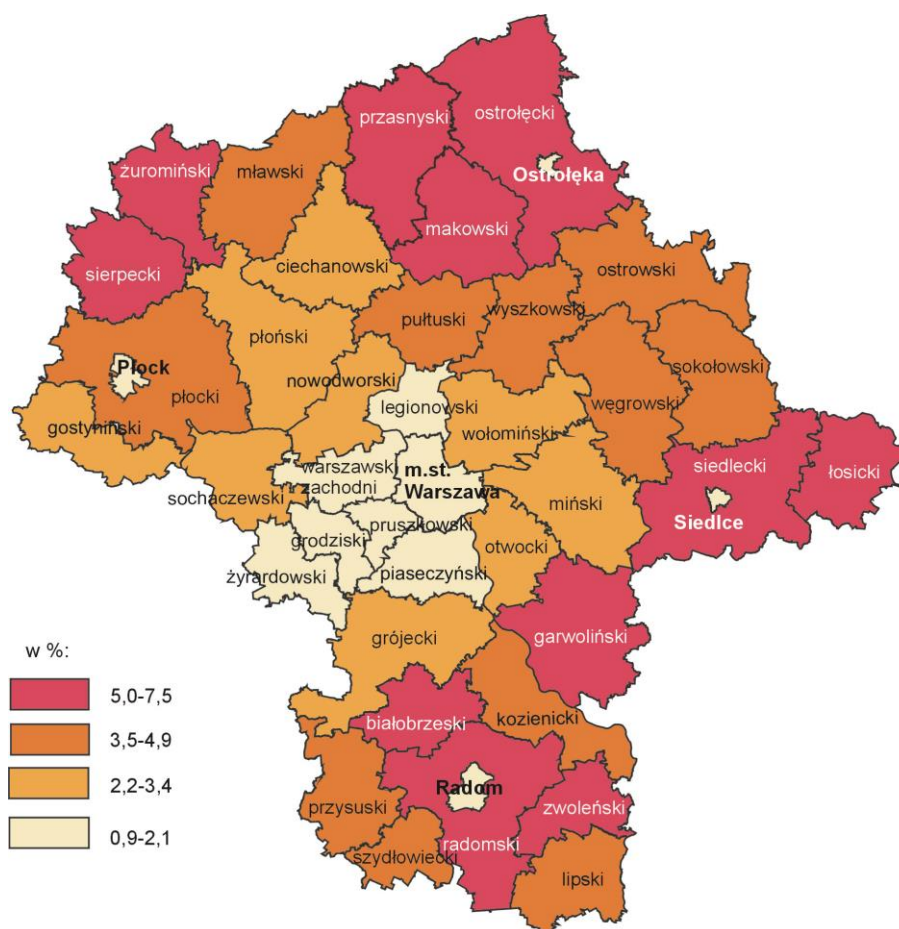 ostrołęcki
przasnyski
Ostrołęka
żuromiński
mławski
makowski
ciechanowski
ostrowski
sierpecki
wyszkowski
pułtuski
płoński
sokołowski
Płock
nowodworski
płocki
legionowski
węgrowski
gostyniński
wołomiński
siedlecki
łosicki
warszawski
zachodni
m.st.
Warszawa
sochaczewski
miński
Siedlce
pruszkowski
grodziski
otwocki
żyrardowski
piaseczyński
grójecki
garwoliński
białobrzeski
kozienicki
Radom
przysuski
zwoleński
radomski
szydłowiecki
lipski
w %:
5,0-7,5
3,5-4,9
2,2-3,4
0,9-2,1